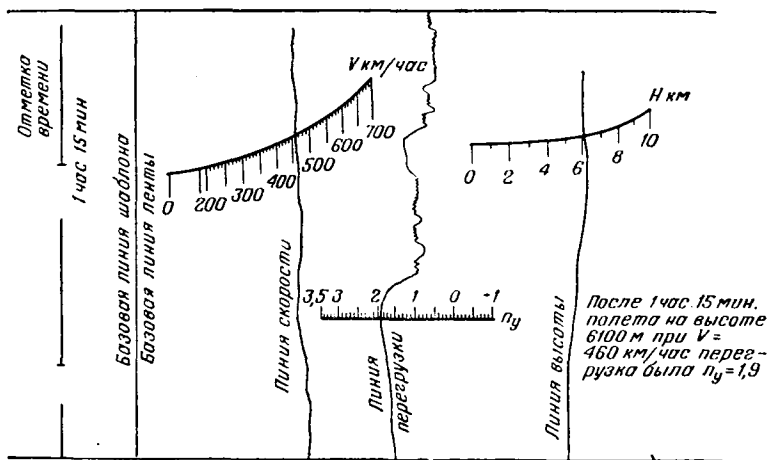 Отметка
времени
1 час 15 мин
Базовая линия шаблона
Базовая линия ленты
V км/час
0 200 300 400 500 600 700
Линия скорости
3,5 3 2 1 0 -1 n_y
Линия
перегрузки
H км
0 2 4 6 8 10
Линия высоты
После 1 час. 15 мин.
полета на высоте
6100 м при V =
460 км/час перег-
рузка была n_y = 1,9